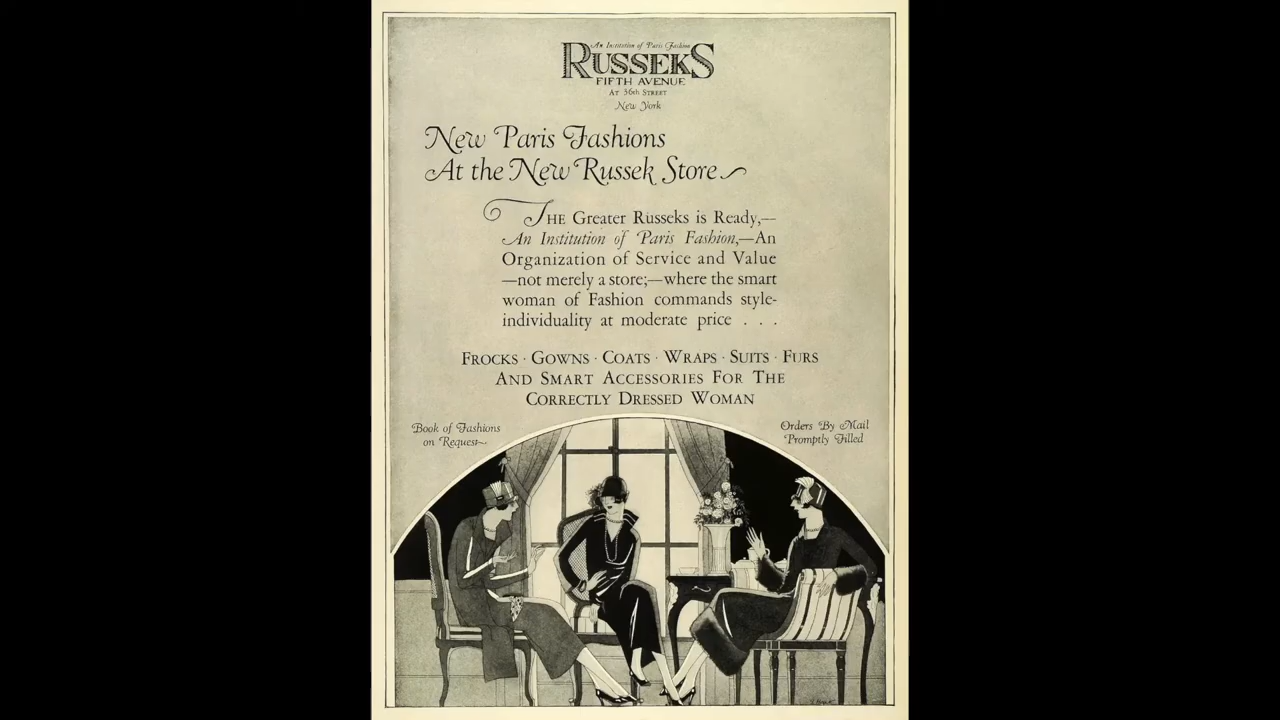 An Institution of Paris Fashion
RUSSEKS
FIFTH AVENUE
AT 36th STREET
New York
New Paris Fashions
At the New Russek Store
THE Greater Russeks is Ready,—
An Institution of Paris Fashion,—An
Organization of Service and Value
—not merely a store;—where the smart
woman of Fashion commands style-
individuality at moderate price . . .
FROCKS · GOWNS · COATS · WRAPS · SUITS · FURS
AND SMART ACCESSORIES FOR THE
CORRECTLY DRESSED WOMAN
Book of Fashions
on Request
Orders By Mail
Promptly Filled